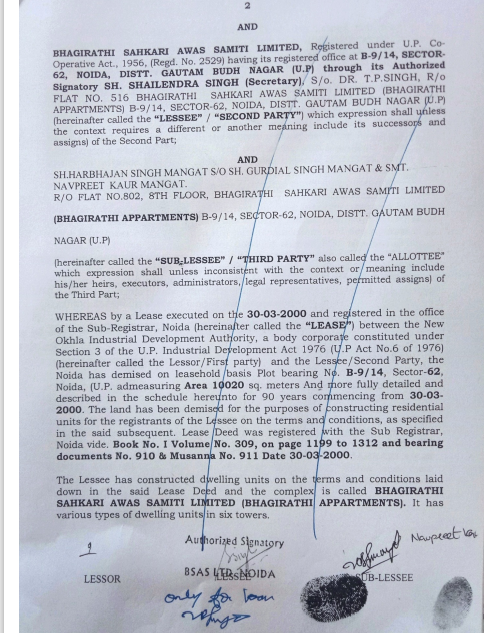 2
AND
BHAGIRATHI SAHKARI AWAS SAMITI LIMITED, Registered under U.P. Co-
Operative Act., 1956, (Regd. No. 2529) having its registered office at B-9/14, SECTOR-
62, NOIDA, DISTT. GAUTAM BUDH NAGAR (U.P) through its Authorized
Signatory SH. SHAILENDRA SINGH (Secretary), S/o. DR. T.P.SINGH, R/o
FLAT NO. 516 BHAGIRATHI SAHKARI AWAS SAMITI LIMITED (BHAGIRATHI
APPARTMENTS) B-9/14, SECTOR-62, NOIDA, DISTT. GAUTAM BUDH NAGAR (U.P)
(hereinafter called the "LESSEE" / "SECOND PARTY") which expression shall unless
the context requires a different or another meaning include its successors and
assigns) of the Second Part;
AND
SH.HARBHAJAN SINGH MANGAT S/O SH. GURDIAL SINGH MANGAT & SMT.
NAVPREET KAUR MANGAT.
R/O FLAT NO.802, 8TH FLOOR, BHAGIRATHI SAHKARI AWAS SAMITI LIMITED
(BHAGIRATHI APPARTMENTS) B-9/14, SECTOR-62, NOIDA, DISTT. GAUTAM BUDH
NAGAR (U.P)
(hereinafter called the "SUB-LESSEE" / "THIRD PARTY" also called the "ALLOTTEE"
which expression shall unless inconsistent with the context or meaning include
his/her heirs, executors, administrators, legal representatives, permitted assigns) of
the Third Part;
WHEREAS by a Lease executed on the 30-03-2000 and registered in the office
of the Sub-Registrar, Noida (hereinafter called the "LEASE") between the New
Okhla Industrial Development Authority, a body corporate constituted under
Section 3 of the U.P. Industrial Development Act 1976 (U.P Act No.6 of 1976)
(hereinafter called the Lessor/First party) and the Lessee/Second Party, the
Noida has demised on leasehold basis Plot bearing No. B-9/14, Sector-62,
Noida, (U.P. admeasuring Area 10020 sq. meters And more fully detailed and
described in the schedule hereinto for 90 years commencing from 30-03-
2000. The land has been demised for the purposes of constructing residential
units for the registrants of the Lessee on the terms and conditions, as specified
in the said subsequent. Lease Deed was registered with the Sub Registrar,
Noida vide. Book No. I Volume No. 309, on page 1199 to 1312 and bearing
documents No. 910 & Musanna No. 911 Date 30-03-2000.
The Lessee has constructed dwelling units on the terms and conditions laid
down in the said Lease Deed and the complex is called BHAGIRATHI
SAHKARI AWAS SAMITI LIMITED (BHAGIRATHI APPARTMENTS). It has
various types of dwelling units in six towers.
Authorized Signatory
Navpreet
BSAS LTD. NOIDA
LESSOR LESSEE SUB-LESSEE
only for loan